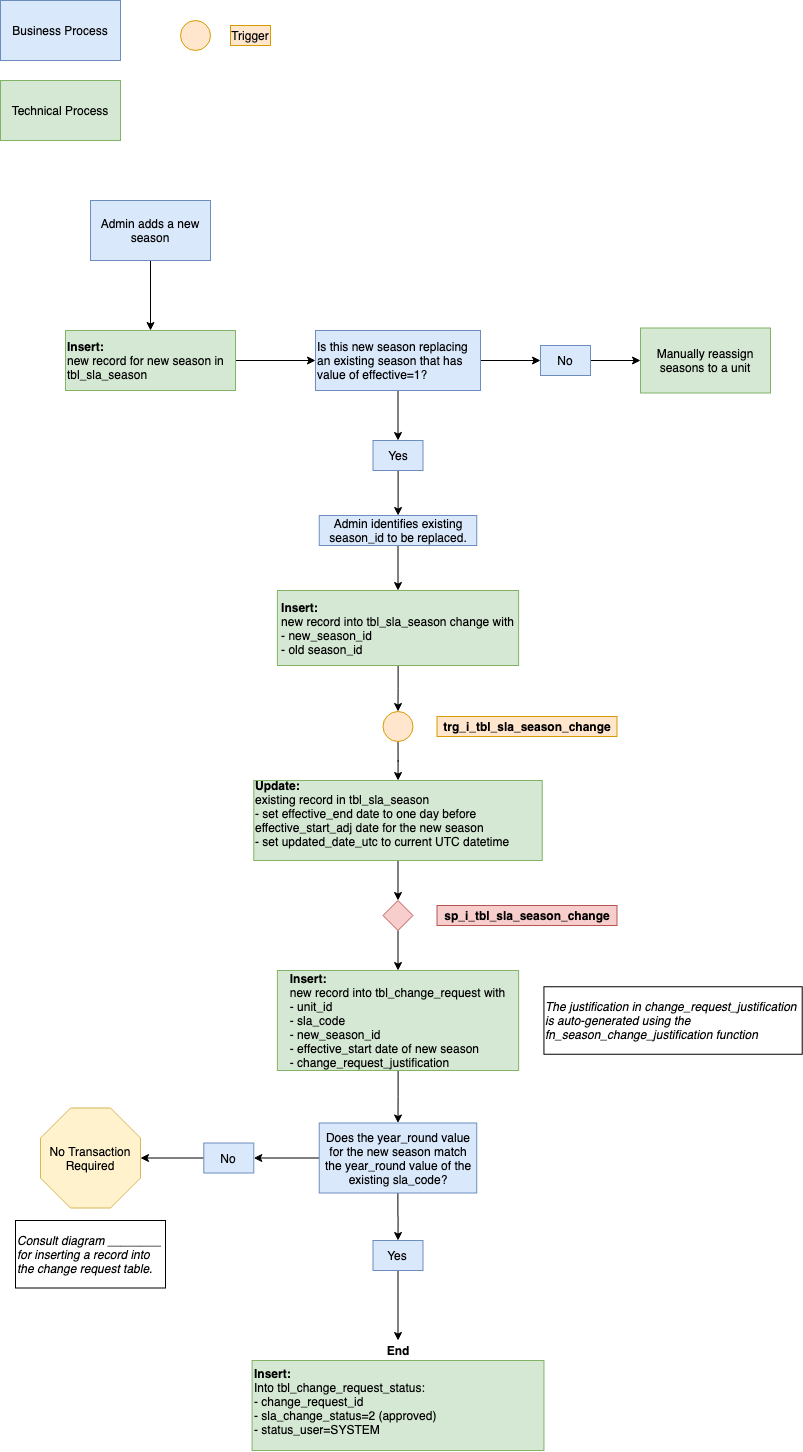 Business Process
Trigger
Technical Process
Admin adds a new
season
Insert:
new record for new season in
tbl_sla_season
Is this new season replacing
an existing season that has
value of effective=1?
No
Manually reassign
seasons to a unit
Yes
Admin identifies existing
season_id to be replaced.
Insert:
new record into tbl_sla_season change with
- new_season_id
- old season_id
trg_i_tbl_sla_season_change
Update:
existing record in tbl_sla_season
- set effective_end date to one day before
effective_start_adj date for the new season
- set updated_date_utc to current UTC datetime
sp_i_tbl_sla_season_change
Insert:
new record into tbl_change_request with
- unit_id
- sla_code
- new_season_id
- effective_start date of new season
- change_request_justification
The justification in change_request_justification
is auto-generated using the
fn_season_change_justification function
Does the year_round value
for the new season match
the year_round value of the
existing sla_code?
No
No Transaction
Required
Consult diagram ________
for inserting a record into
the change request table.
Yes
End
Insert:
Into tbl_change_request_status:
- change_request_id
- sla_change_status=2 (approved)
- status_user=SYSTEM